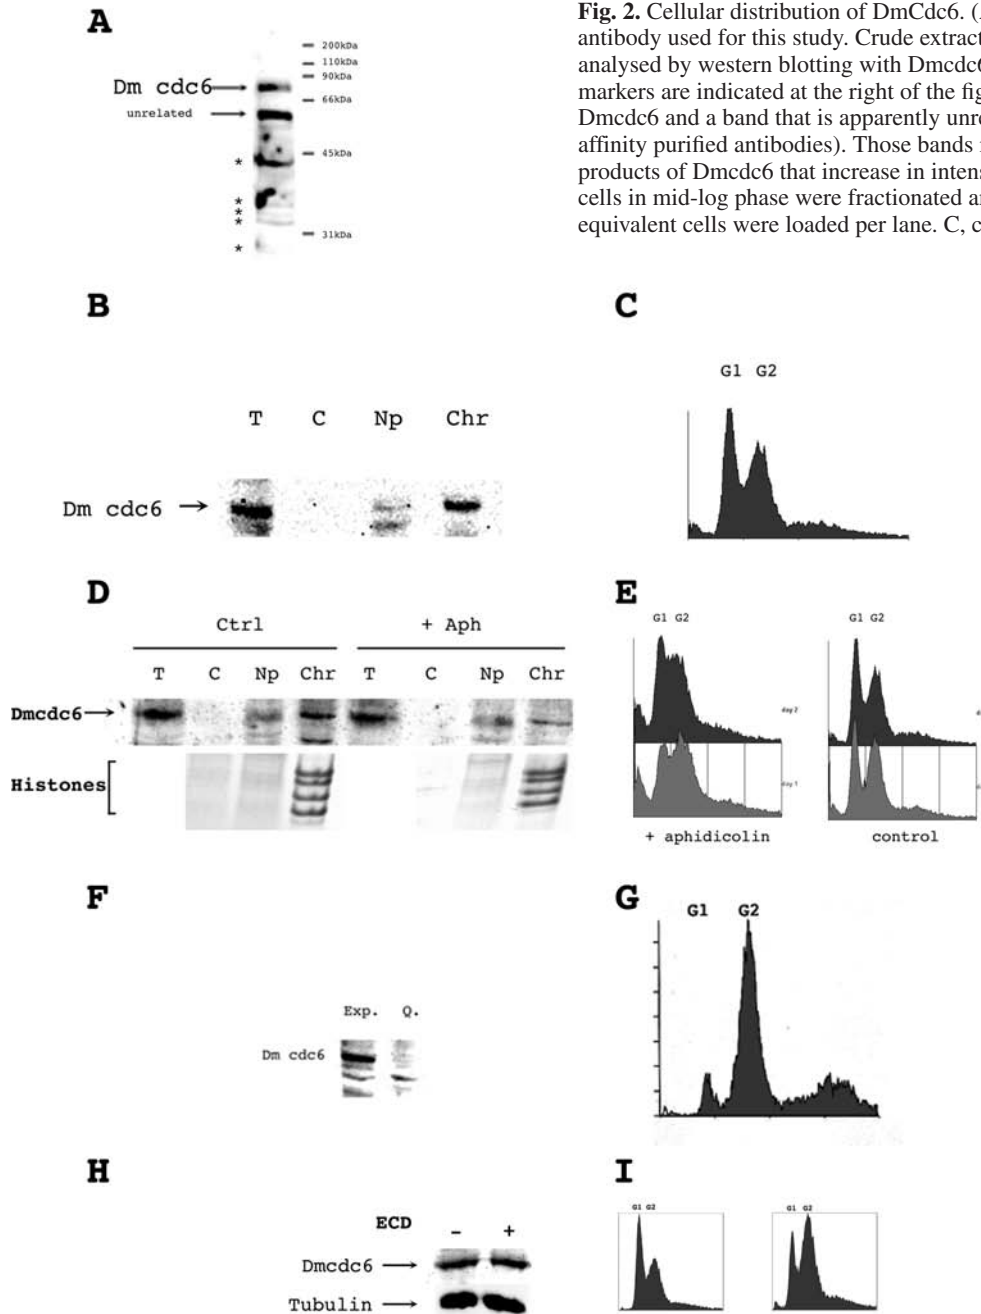 Fig. 2. Cellular distribution of DmCdc6. (
antibody used for this study. Crude extract
analysed by western blotting with Dmcdc6
markers are indicated at the right of the fig
Dmcdc6 and a band that is apparently unre
affinity purified antibodies). Those bands
products of Dmcdc6 that increase in intens
cells in mid-log phase were fractionated a
equivalent cells were loaded per lane. C, c
A
200kDa
110kDa
90kDa
66kDa
45kDa
31kDa
Dm cdc6
unrelated
*
*
*
*
*
B
T C Np Chr
Dm cdc6
C
G1 G2
D
Ctrl + Aph
T C Np Chr T C Np Chr
Dmcdc6
Histones
E
G1 G2 G1 G2
day 2
day 1
+ aphidicolin control
F
Exp. Q.
Dm cdc6
G
G1 G2
H
ECD - +
Dmcdc6
Tubulin
I
G1 G2 G1 G2